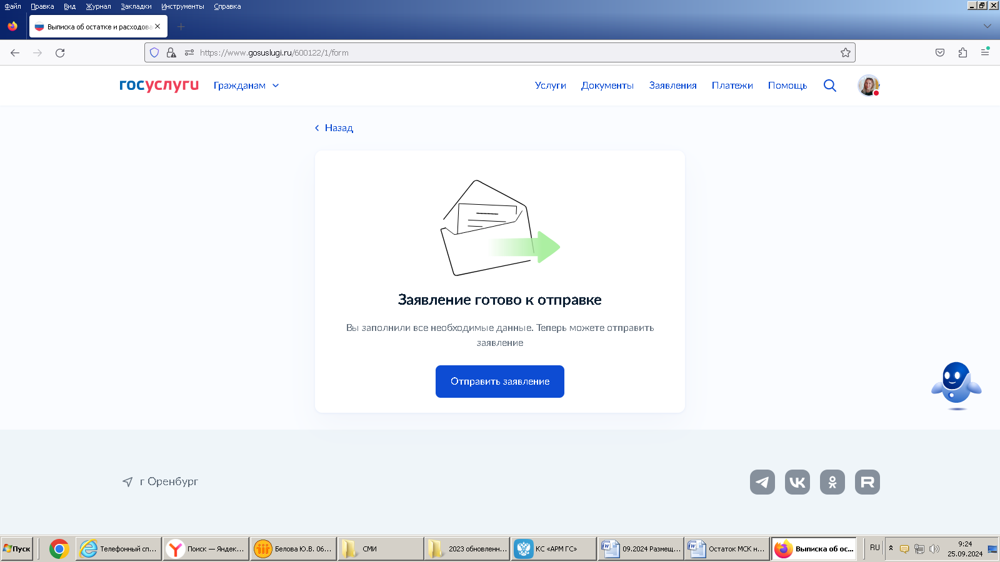 Файл Правка Вид Журнал Закладки Инструменты Справка
Выписка об остатке и расходова
https://www.gosuslugi.ru/600122/1/form
госуслуги Гражданам Услуги Документы Заявления Платежи Помощь
Назад
Заявление готово к отправке
Вы заполнили все необходимые данные. Теперь можете отправить
заявление
Отправить заявление
г Оренбург
Пуск Телефонный сп... Поиск — Яндек... Белова Ю.В. 06... СМИ 2023 обновленн... КС «АРМ ГС» 09.2024 Размещ... Остаток МСК н... Выписка об ос... RU 9:24
25.09.2024